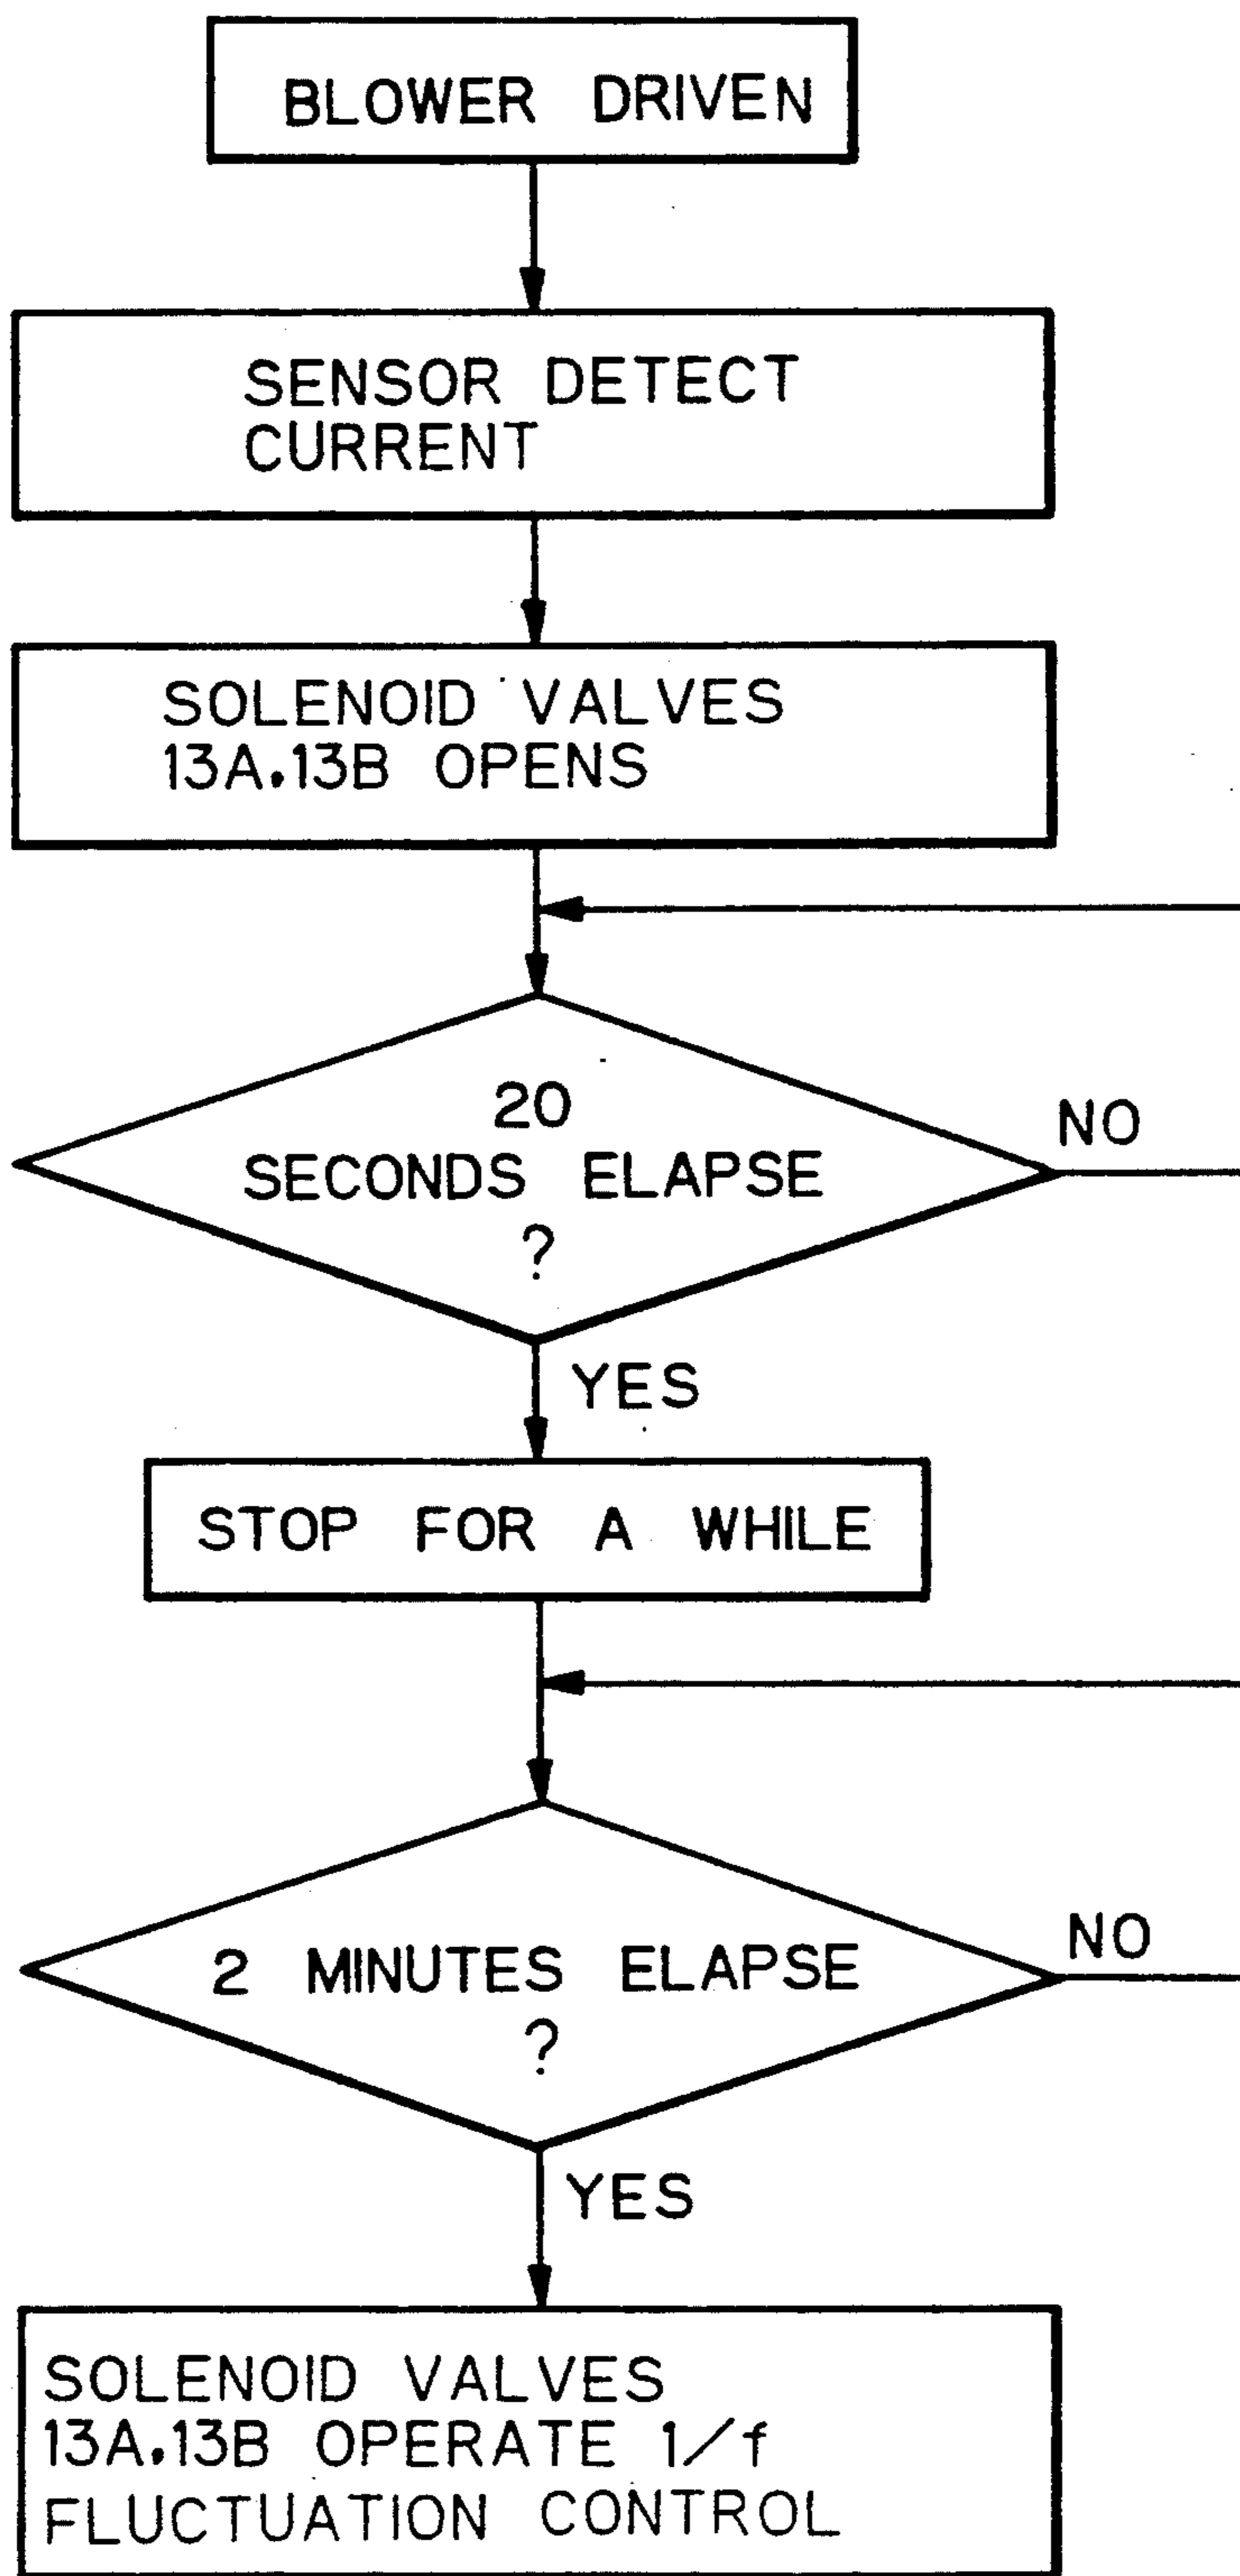 BLOWER DRIVEN
SENSOR DETECT
CURRENT
SOLENOID VALVES
13A.13B OPENS
20
SECONDS ELAPSE
?
NO
YES
STOP FOR A WHILE
2 MINUTES ELAPSE
?
NO
YES
SOLENOID VALVES
13A.13B OPERATE 1/f
FLUCTUATION CONTROL